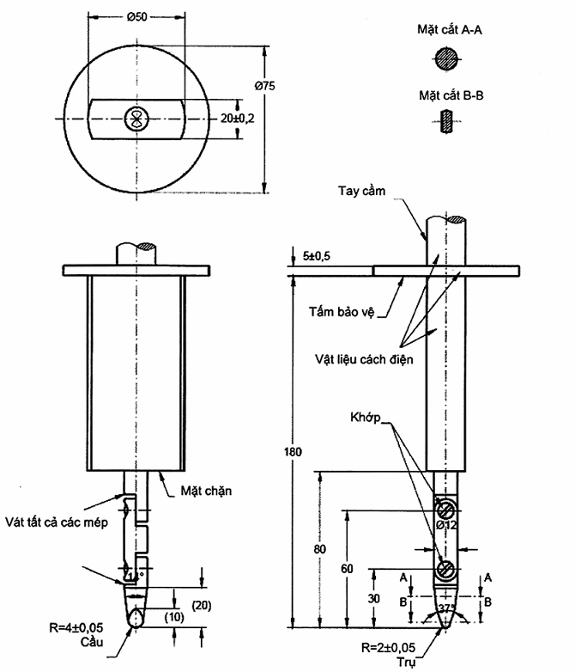 Ø50
Mặt cắt A-A
Ø75
20±0,2
Mặt cắt B-B
Tay cầm
5±0,5
Tấm bảo vệ
Vật liệu cách điện
Khớp
180
Mặt chặn
Vát tất cả các mép
Ø12
80
60
30
A
A
B
B
37°
(20)
(10)
R=4±0,05
Cầu
R=2±0,05
Trụ